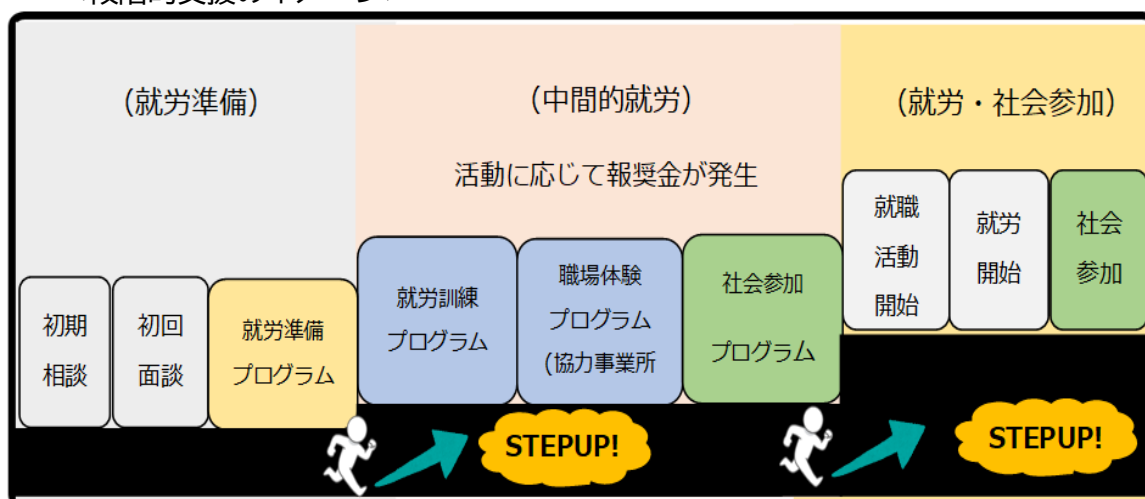 (就労準備)
(中間的就労)
(就労・社会参加)
活動に応じて報奨金が発生
初期
相談
初回
面談
就労準備
プログラム
就労訓練
プログラム
職場体験
プログラム
(協力事業所
社会参加
プログラム
就職
活動
開始
就労
開始
社会
参加
STEPUP!
STEPUP!